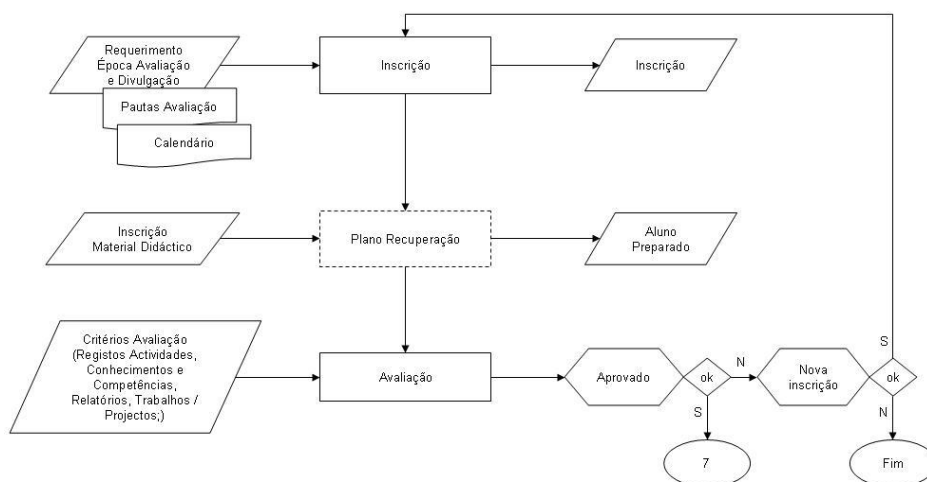 Requerimento
Época Avaliação
e Divulgação
Inscrição
Inscrição
Pautas Avaliação
Calendário
Inscrição
Material Didáctico
Plano Recuperação
Aluno
Preparado
Critérios Avaliação
(Registos Actividades,
Conhecimentos e
Competências,
Relatórios, Trabalhos /
Projectos;)
Avaliação
Aprovado
ok
N
S
Nova
inscrição
ok
S
N
7
Fim